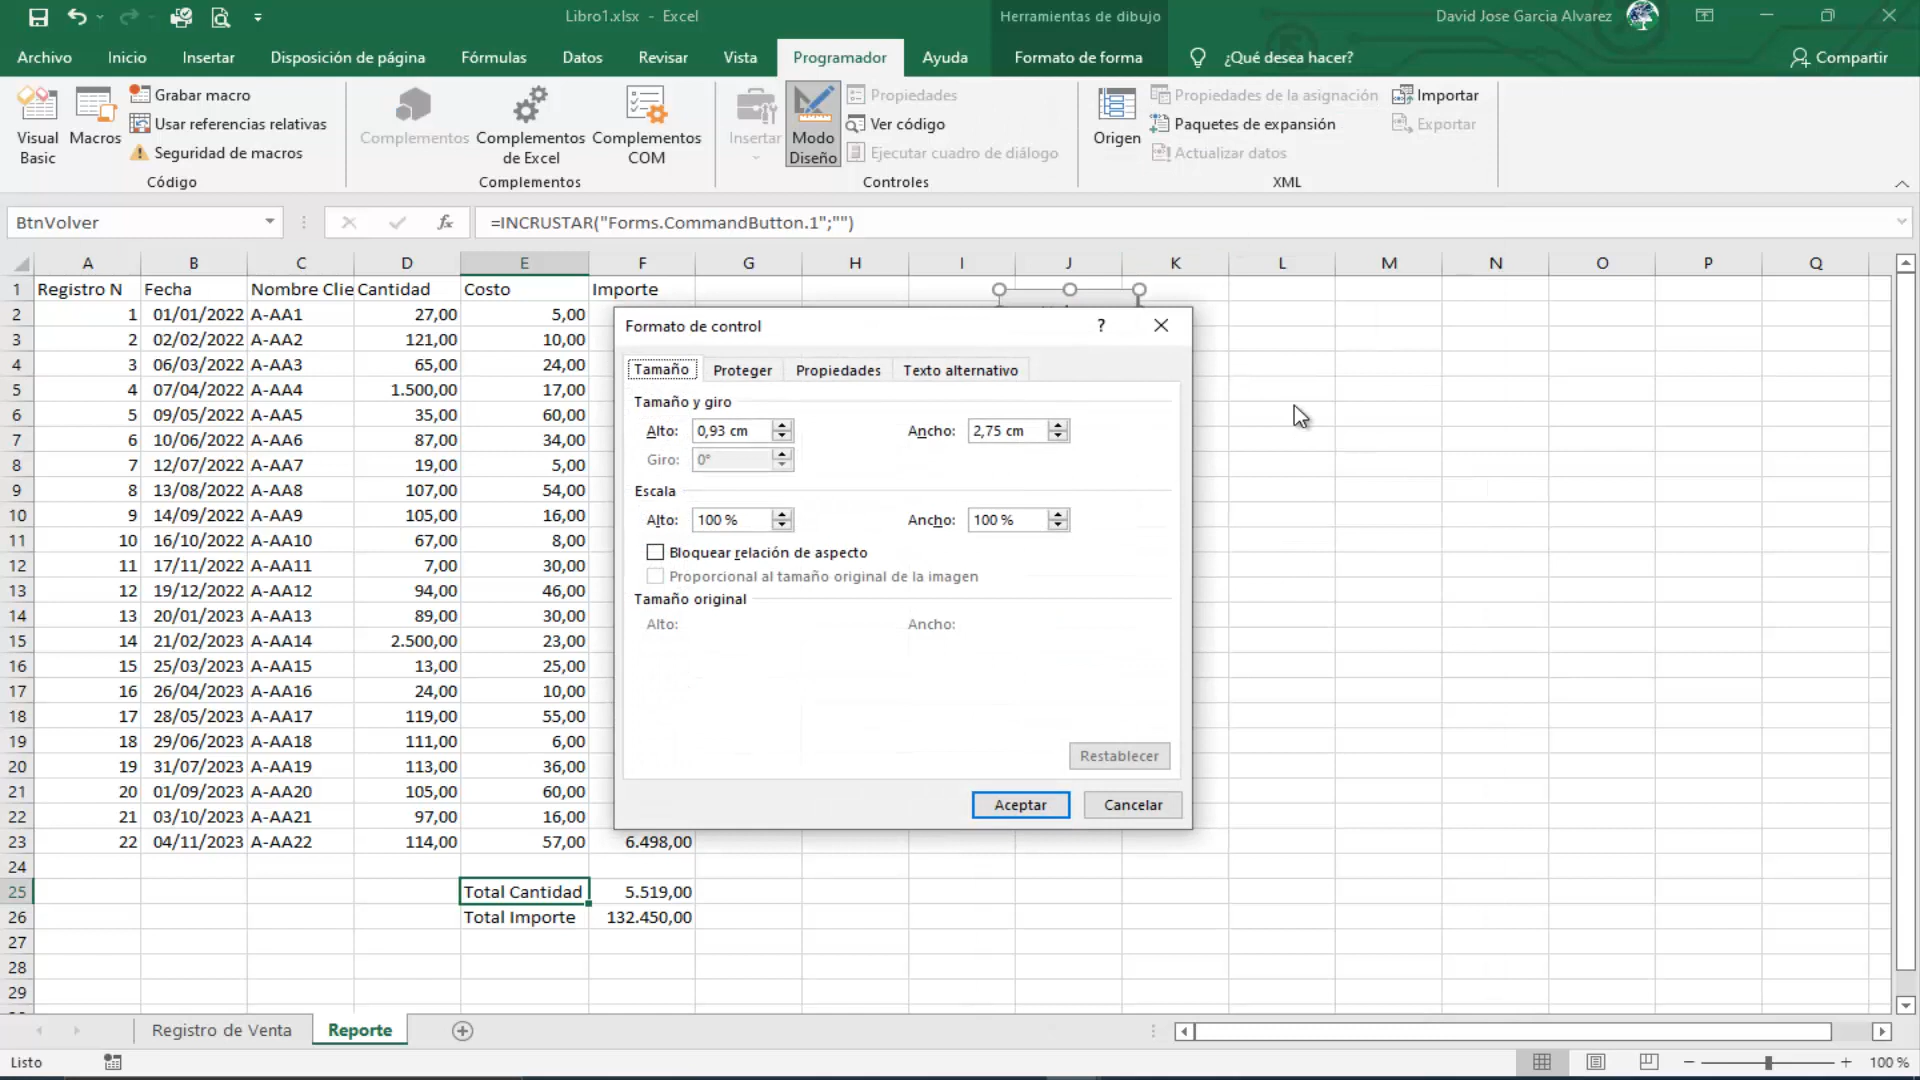 Libro1.xlsx - Excel
Herramientas de dibujo
David Jose Garcia Alvarez
Archivo Inicio Insertar Disposición de página Fórmulas Datos Revisar Vista Programador Ayuda Formato de forma ¿Qué desea hacer? Compartir
Visual Basic
Macros
Grabar macro
Usar referencias relativas
Seguridad de macros
Código
Complementos
Complementos de Excel
Complementos COM
Complementos
Insertar
Modo Diseño
Propiedades
Ver código
Ejecutar cuadro de diálogo
Controles
Origen
Propiedades de la asignación
Paquetes de expansión
Actualizar datos
Importar
Exportar
XML
BtnVolver
fx
=INCRUSTAR("Forms.CommandButton.1";"")
A B C D E F G H I J K L M N O P Q
1 Registro N Fecha Nombre Clie Cantidad Costo Importe
2 1 01/01/2022 A-AA1 27,00 5,00
3 2 02/02/2022 A-AA2 121,00 10,00
4 3 06/03/2022 A-AA3 65,00 24,00
5 4 07/04/2022 A-AA4 1.500,00 17,00
6 5 09/05/2022 A-AA5 35,00 60,00
7 6 10/06/2022 A-AA6 87,00 34,00
8 7 12/07/2022 A-AA7 19,00 5,00
9 8 13/08/2022 A-AA8 107,00 54,00
10 9 14/09/2022 A-AA9 105,00 16,00
11 10 16/10/2022 A-AA10 67,00 8,00
12 11 17/11/2022 A-AA11 7,00 30,00
13 12 19/12/2022 A-AA12 94,00 46,00
14 13 20/01/2023 A-AA13 89,00 30,00
15 14 21/02/2023 A-AA14 2.500,00 23,00
16 15 25/03/2023 A-AA15 13,00 25,00
17 16 26/04/2023 A-AA16 24,00 10,00
18 17 28/05/2023 A-AA17 119,00 55,00
19 18 29/06/2023 A-AA18 111,00 6,00
20 19 31/07/2023 A-AA19 113,00 36,00
21 20 01/09/2023 A-AA20 105,00 60,00
22 21 03/10/2023 A-AA21 97,00 16,00
23 22 04/11/2023 A-AA22 114,00 57,00 6.498,00
24
25 Total Cantidad 5.519,00
26 Total Importe 132.450,00
27
28
29
Formato de control ?
Tamaño Proteger Propiedades Texto alternativo
Tamaño y giro
Alto: 0,93 cm Ancho: 2,75 cm
Giro: 0°
Escala
Alto: 100 % Ancho: 100 %
Bloquear relación de aspecto
Proporcional al tamaño original de la imagen
Tamaño original
Alto: Ancho:
Restablecer
Aceptar Cancelar
Registro de Venta Reporte
Listo
100 %